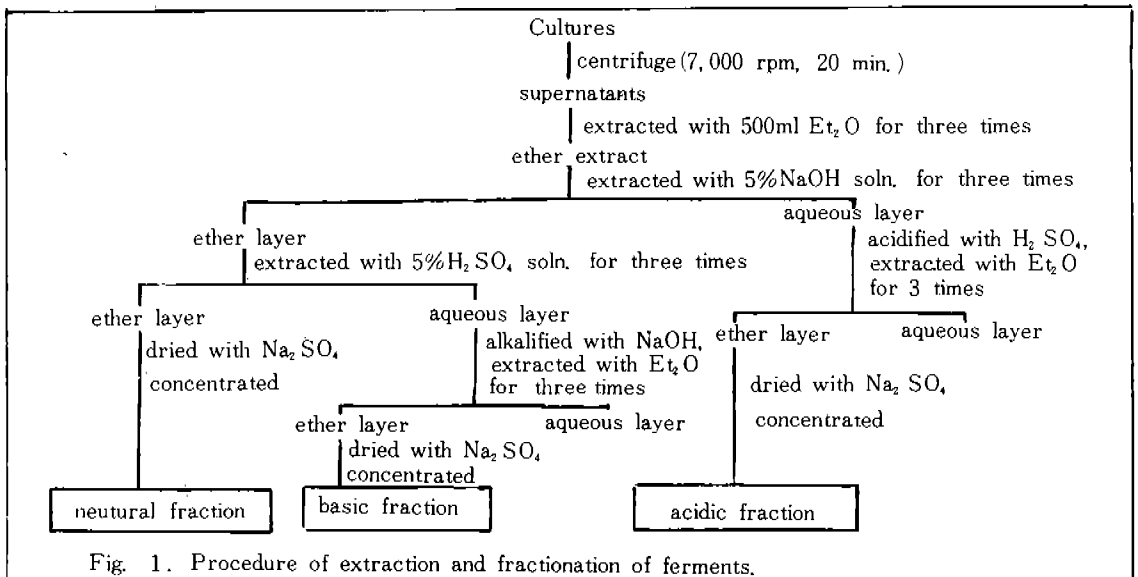 Cultures
centrifuge (7,000 rpm, 20 min.)
supernatants
extracted with 500ml Et₂O for three times
ether extract
extracted with 5%NaOH soln. for three times
ether layer
extracted with 5%H₂SO₄ soln. for three times
aqueous layer
acidified with H₂SO₄,
extracted with Et₂O
for 3 times
ether layer
dried with Na₂SO₄
concentrated
aqueous layer
alkalified with NaOH,
extracted with Et₂O
for three times
ether layer
aqueous layer
dried with Na₂SO₄
concentrated
ether layer
aqueous layer
dried with Na₂SO₄
concentrated
neutural fraction
basic fraction
acidic fraction
Fig. 1. Procedure of extraction and fractionation of ferments.